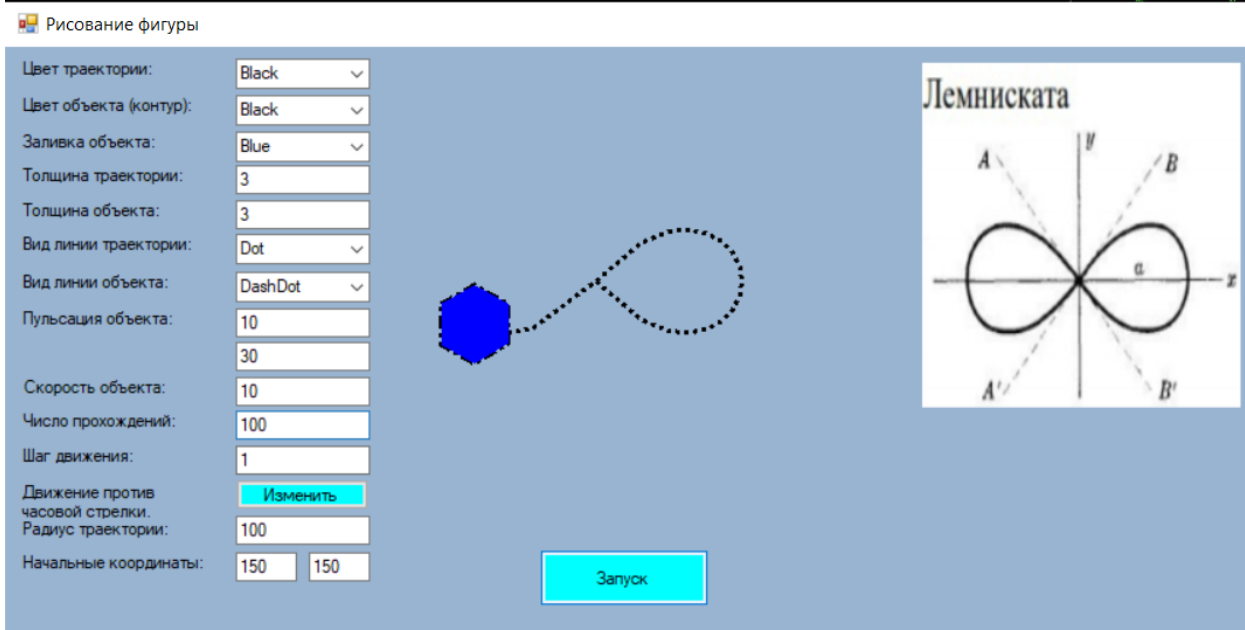 Рисование фигуры
Цвет траектории: Black
Цвет объекта (контур): Black
Заливка объекта: Blue
Толщина траектории: 3
Толщина объекта: 3
Вид линии траектории: Dot
Вид линии объекта: DashDot
Пульсация объекта: 10
30
Скорость объекта: 10
Число прохождений: 100
Шаг движения: 1
Движение против
часовой стрелки. Изменить
Радиус траектории: 100
Начальные координаты: 150 150
Запуск
Лемниската
y
A B
a x
A' B'